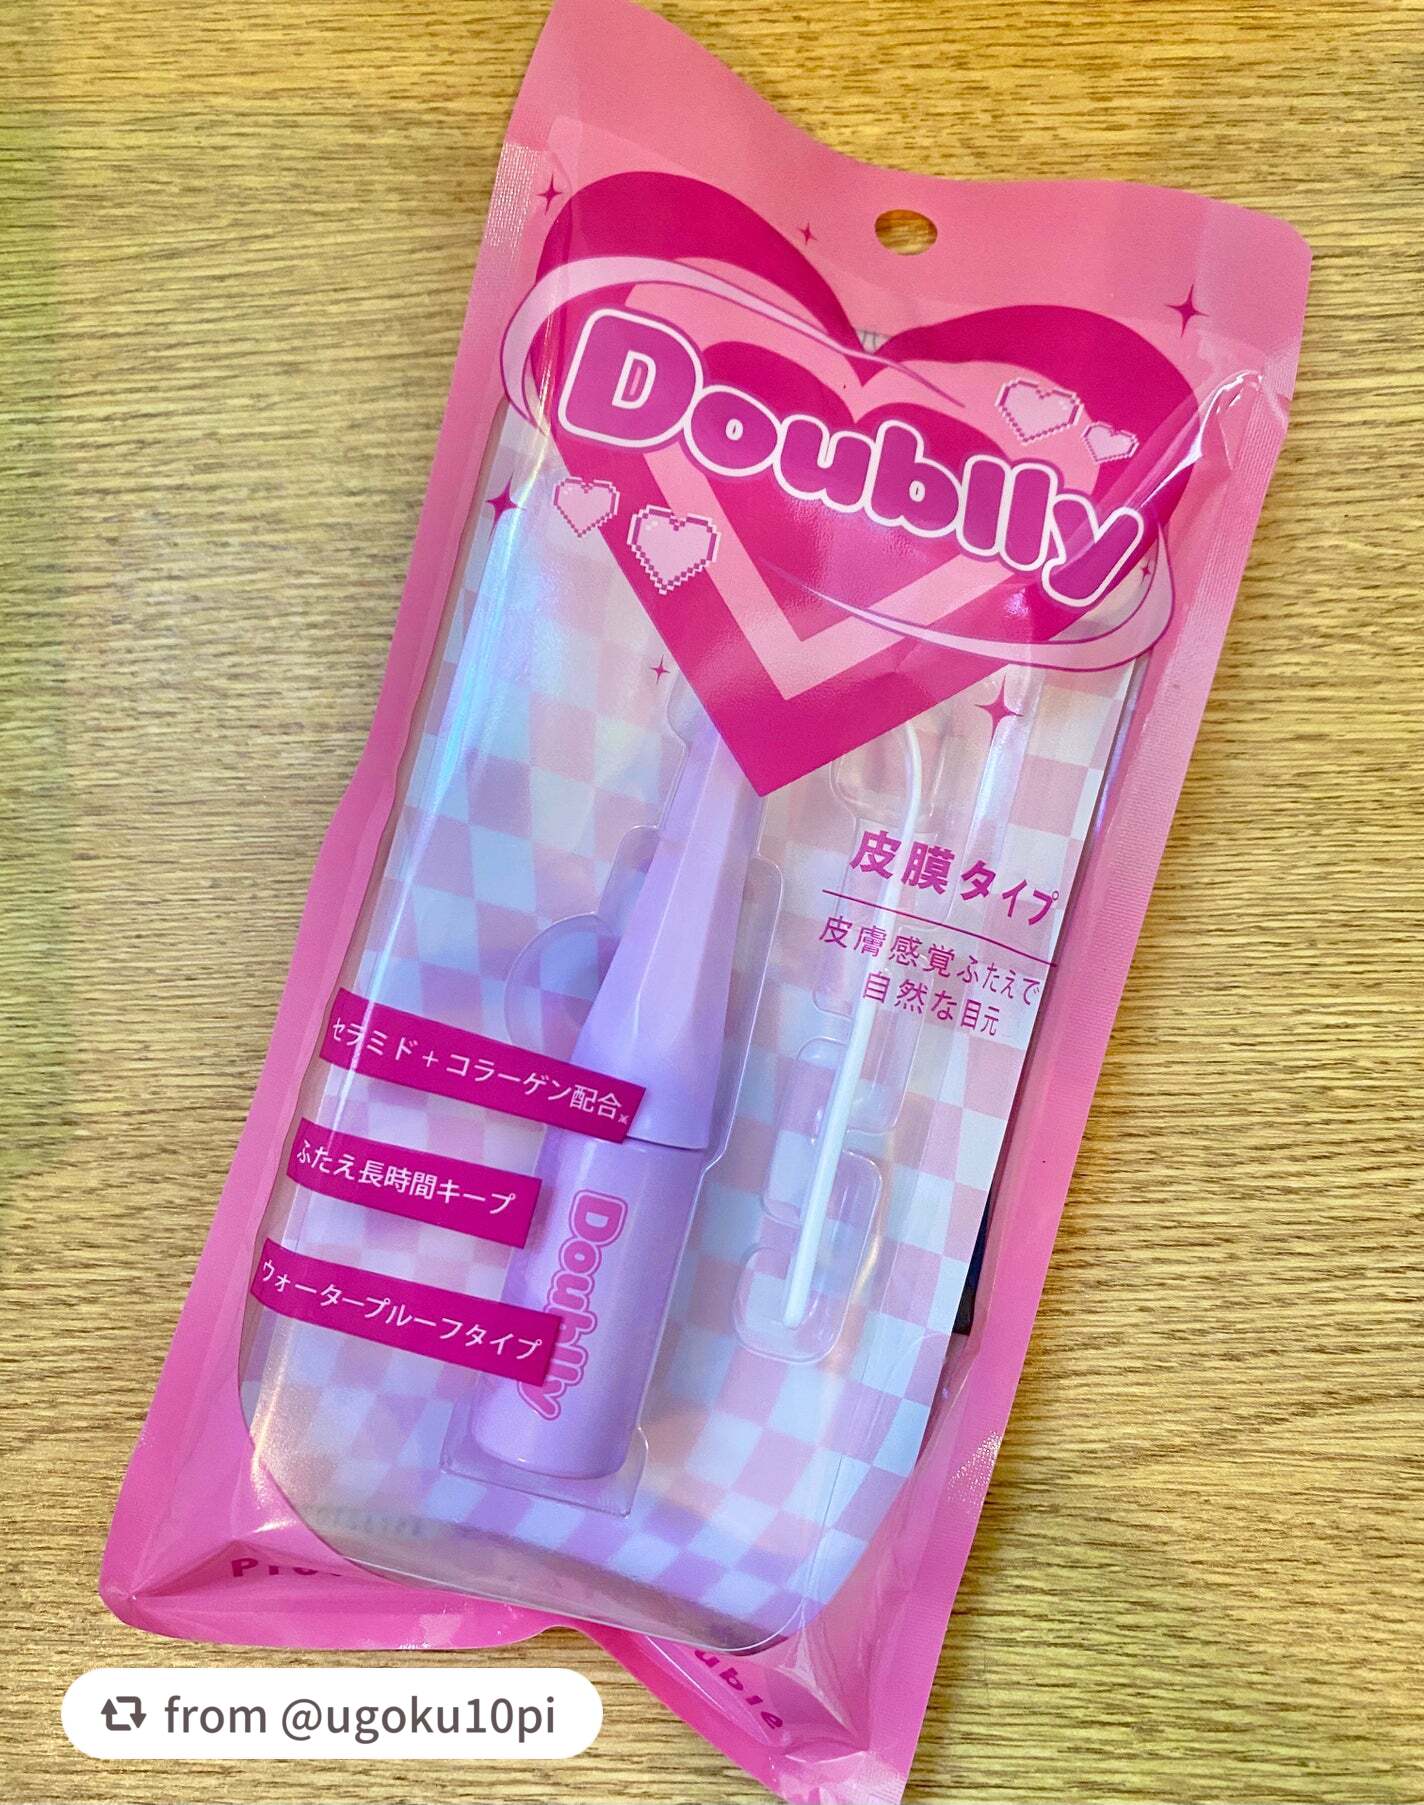 Doublly
皮膜タイプ
皮膚感覚ふたえで
自然な目元
セラミド+コラーゲン配合※
ふたえ長時間キープ
ウォータープルーフタイプ
Doublly
uble
from @ugoku10pi